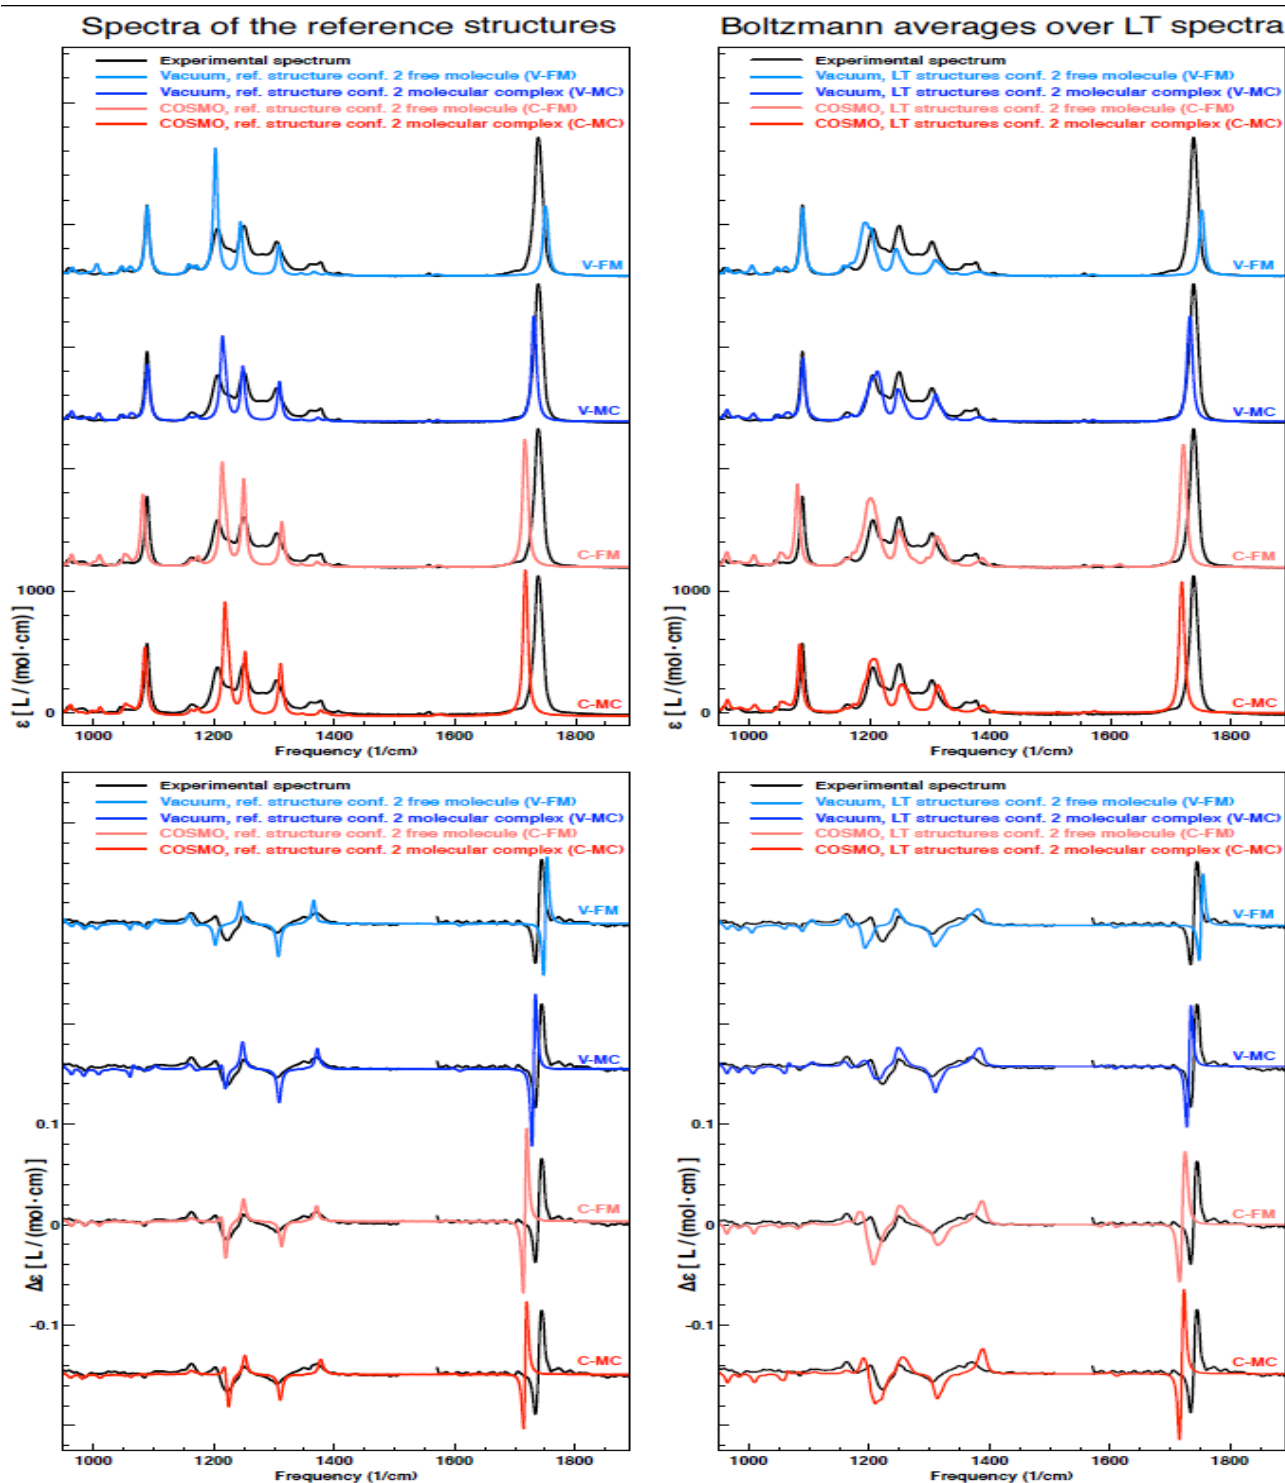 Spectra of the reference structures
Boltzmann averages over LT spectra
Experimental spectrum
Vacuum, ref. structure conf. 2 free molecule (V-FM)
Vacuum, ref. structure conf. 2 molecular complex (V-MC)
COSMO, ref. structure conf. 2 free molecule (C-FM)
COSMO, ref. structure conf. 2 molecular complex (C-MC)
V-FM
V-MC
C-FM
C-MC
1000
0
ε [ L / (mol·cm) ]
1000 1200 1400 1600 1800
Frequency (1/cm)
Experimental spectrum
Vacuum, LT structures conf. 2 free molecule (V-FM)
Vacuum, LT structures conf. 2 molecular complex (V-MC)
COSMO, LT structures conf. 2 free molecule (C-FM)
COSMO, LT structures conf. 2 molecular complex (C-MC)
V-FM
V-MC
C-FM
C-MC
1000
0
ε [ L / (mol·cm) ]
1000 1200 1400 1600 1800
Frequency (1/cm)
Experimental spectrum
Vacuum, ref. structure conf. 2 free molecule (V-FM)
Vacuum, ref. structure conf. 2 molecular complex (V-MC)
COSMO, ref. structure conf. 2 free molecule (C-FM)
COSMO, ref. structure conf. 2 molecular complex (C-MC)
V-FM
V-MC
C-FM
C-MC
0.1
0
-0.1
Δε [ L / (mol·cm) ]
1000 1200 1400 1600 1800
Frequency (1/cm)
Experimental spectrum
Vacuum, LT structures conf. 2 free molecule (V-FM)
Vacuum, LT structures conf. 2 molecular complex (V-MC)
COSMO, LT structures conf. 2 free molecule (C-FM)
COSMO, LT structures conf. 2 molecular complex (C-MC)
V-FM
V-MC
C-FM
C-MC
0.1
0
-0.1
Δε [ L / (mol·cm) ]
1000 1200 1400 1600 1800
Frequency (1/cm)